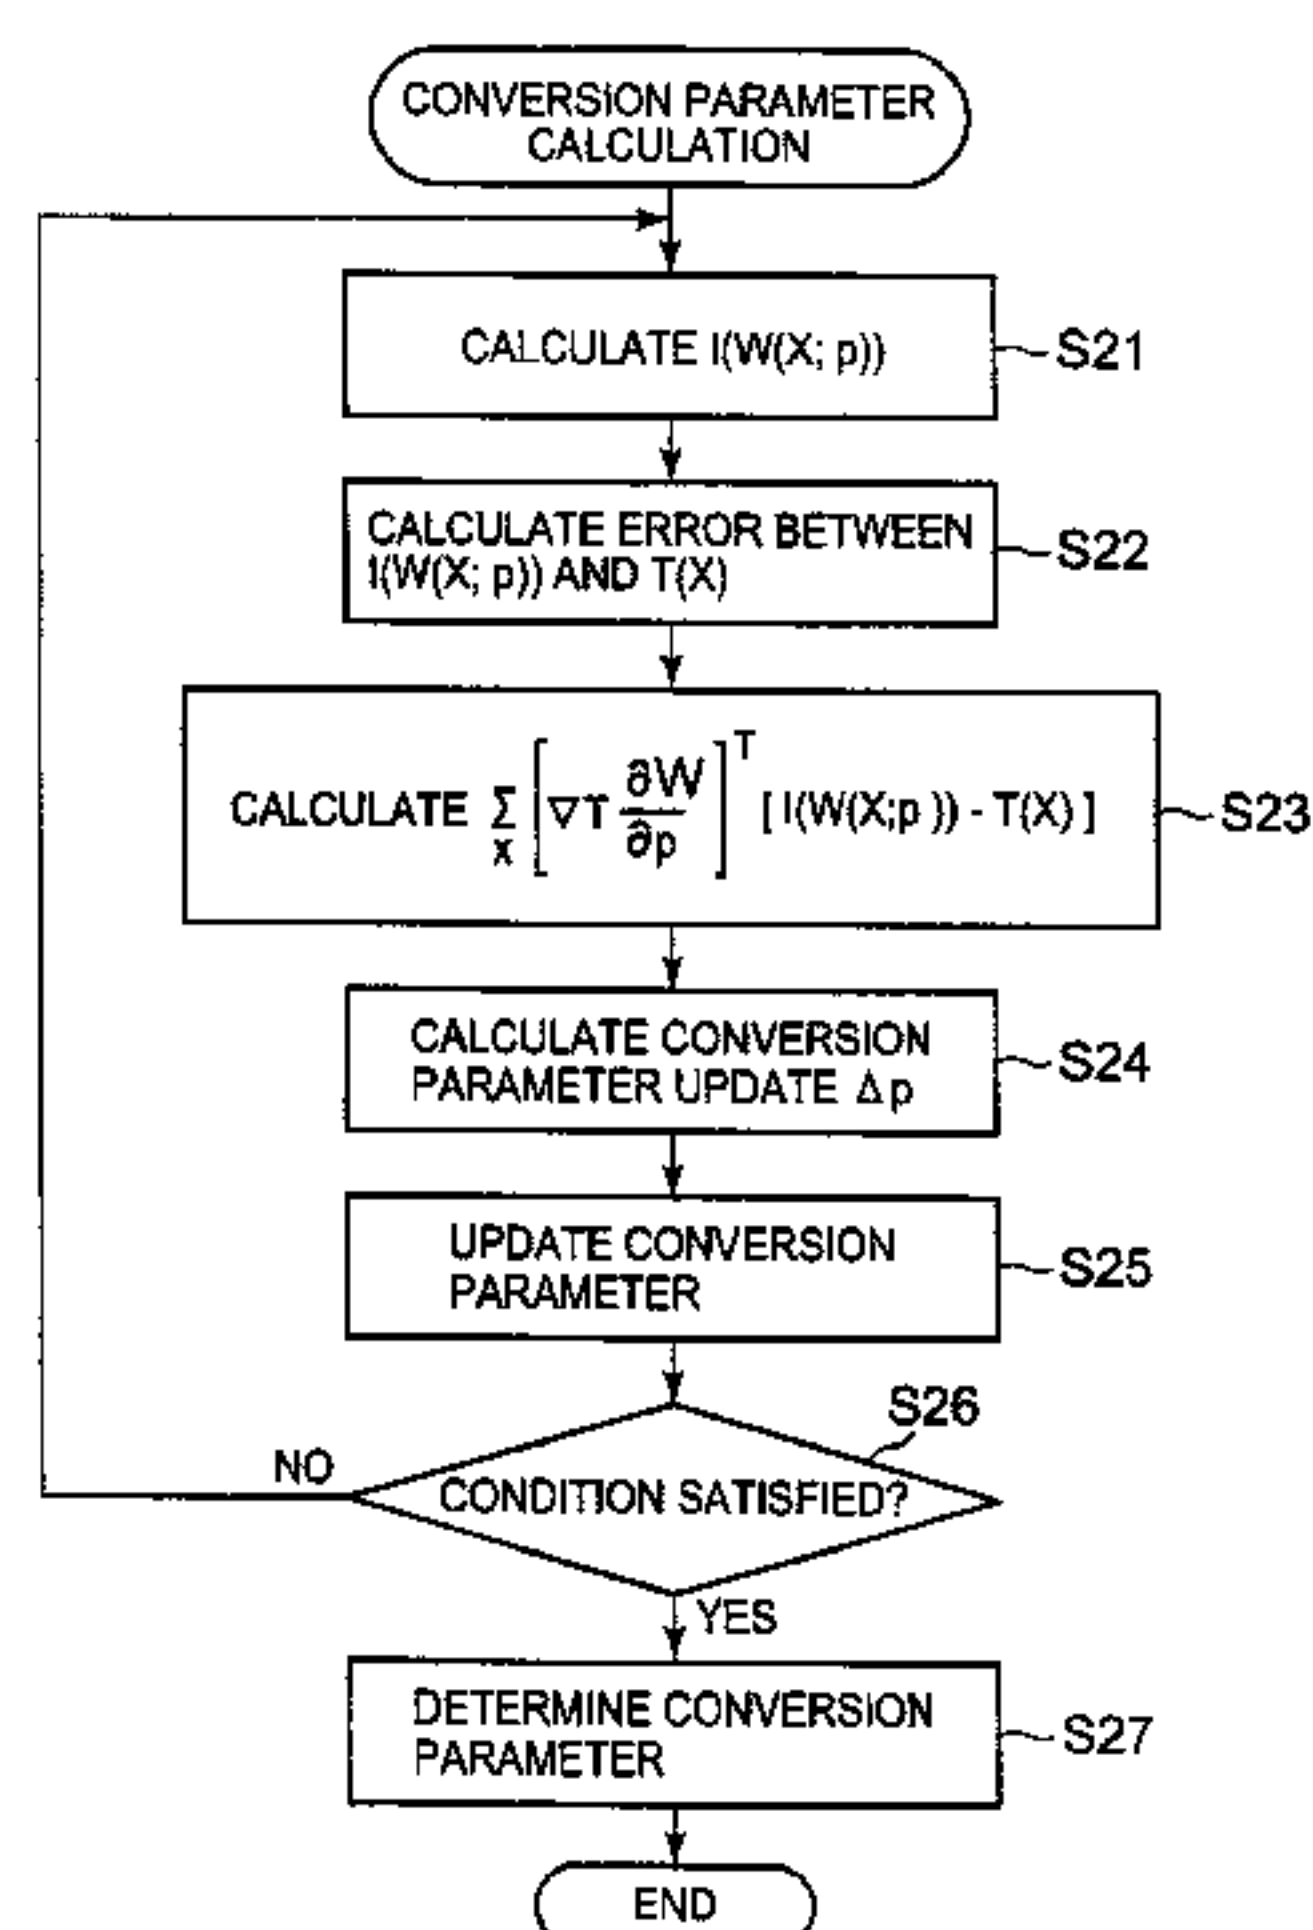 CONVERSION PARAMETER
CALCULATION
CALCULATE I(W(X; p))
S21
CALCULATE ERROR BETWEEN
I(W(X; p)) AND T(X)
S22
CALCULATE Σ_x [∇T ∂W/∂p]^T [ I(W(X;p )) - T(X) ]
S23
CALCULATE CONVERSION
PARAMETER UPDATE Δp
S24
UPDATE CONVERSION
PARAMETER
S25
S26
NO
CONDITION SATISFIED?
YES
DETERMINE CONVERSION
PARAMETER
S27
END